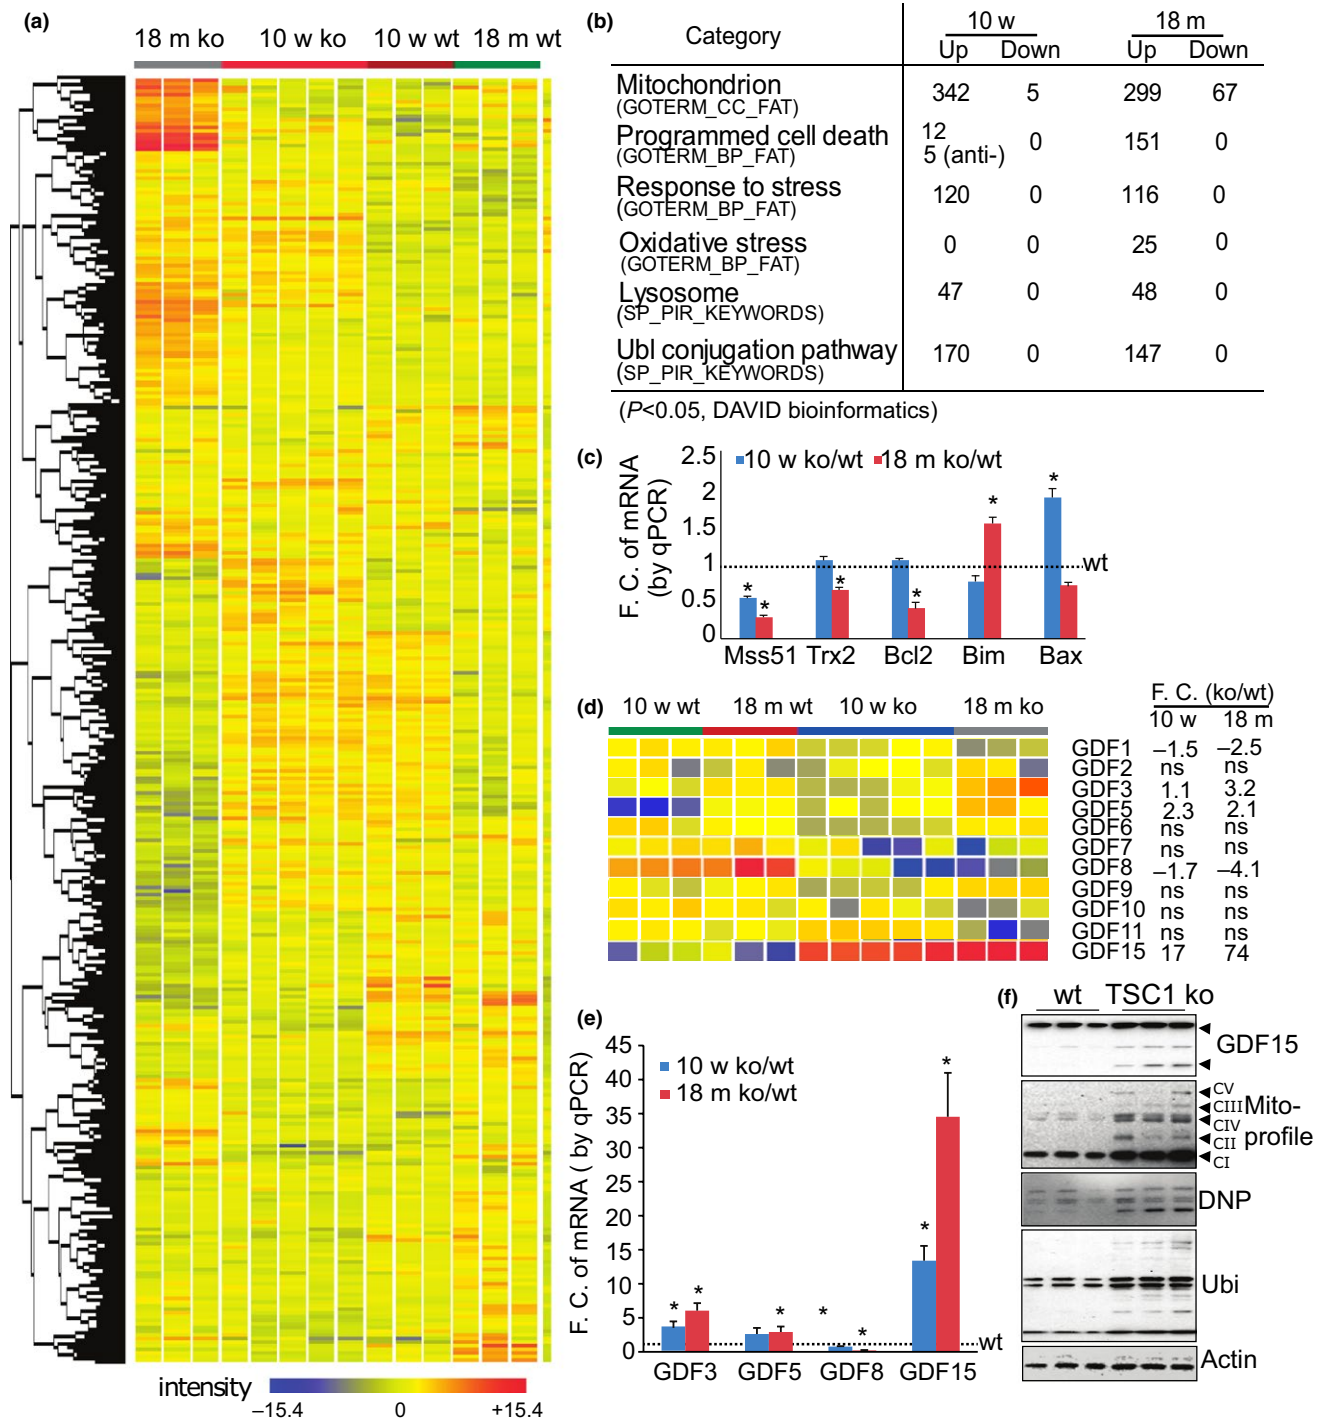 (a)
18 m ko 10 w ko 10 w wt 18 m wt
intensity
−15.4 0 +15.4
(b)
Category 10 w 18 m
Up Down Up Down
Mitochondrion 342 5 299 67
(GOTERM_CC_FAT)
Programmed cell death 12 0 151 0
(GOTERM_BP_FAT) 5 (anti-)
Response to stress 120 0 116 0
(GOTERM_BP_FAT)
Oxidative stress 0 0 25 0
(GOTERM_BP_FAT)
Lysosome 47 0 48 0
(SP_PIR_KEYWORDS)
Ubl conjugation pathway 170 0 147 0
(SP_PIR_KEYWORDS)
(P<0.05, DAVID bioinformatics)
(c)
F. C. of mRNA
(by qPCR)
2.5
2
1.5
1
0.5
0
10 w ko/wt 18 m ko/wt
* * * * * *
wt
Mss51 Trx2 Bcl2 Bim Bax
(d)
10 w wt 18 m wt 10 w ko 18 m ko
F. C. (ko/wt)
10 w 18 m
GDF1 −1.5 −2.5
GDF2 ns ns
GDF3 1.1 3.2
GDF5 2.3 2.1
GDF6 ns ns
GDF7 ns ns
GDF8 −1.7 −4.1
GDF9 ns ns
GDF10 ns ns
GDF11 ns ns
GDF15 17 74
(e)
F. C. of mRNA ( by qPCR)
45
40
35
30
25
20
15
10
5
0
10 w ko/wt
18 m ko/wt
* * * * * * *
wt
GDF3 GDF5 GDF8 GDF15
(f)
wt TSC1 ko
GDF15
CV
CIII
CIV
CII
CI
Mito-
profile
DNP
Ubi
Actin